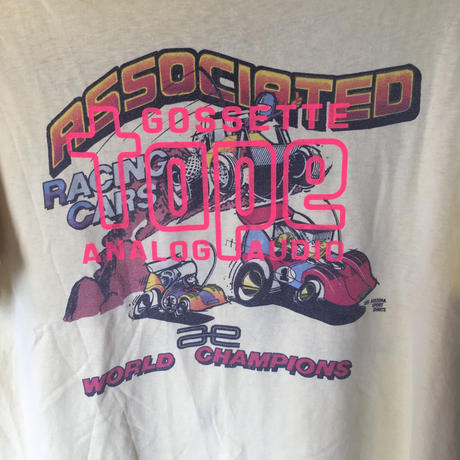 ASSOCIATED
GOSSETTE
RACING
CARS
tape
ANALOG AUDIO
ae
WORLD CHAMPIONS